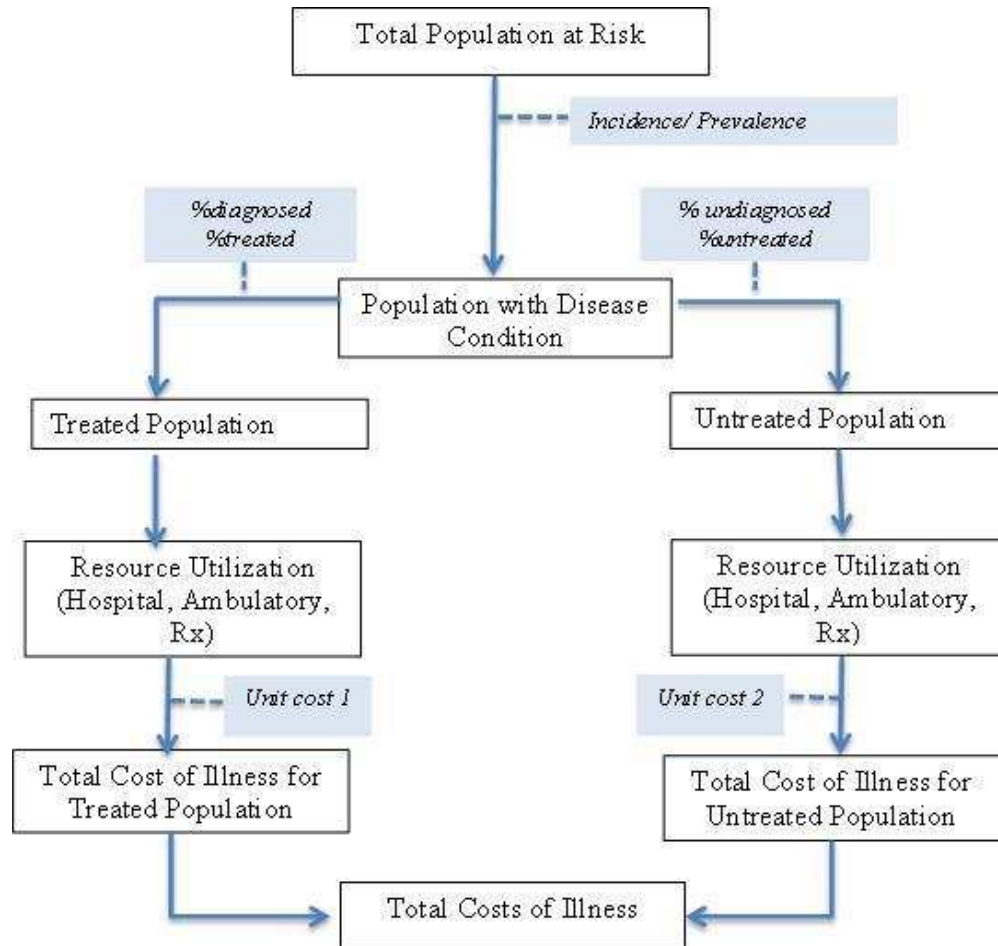 Total Population at Risk
Incidence/ Prevalence
%diagnosed
%treated
% undiagnosed
%untreated
Population with Disease
Condition
Treated Population
Untreated Population
Resource Utilization
(Hospital, Ambulatory,
Rx)
Resource Utilization
(Hospital, Ambulatory,
Rx)
Unit cost 1
Unit cost 2
Total Cost of Illness for
Treated Population
Total Cost of Illness for
Untreated Population
Total Costs of Illness